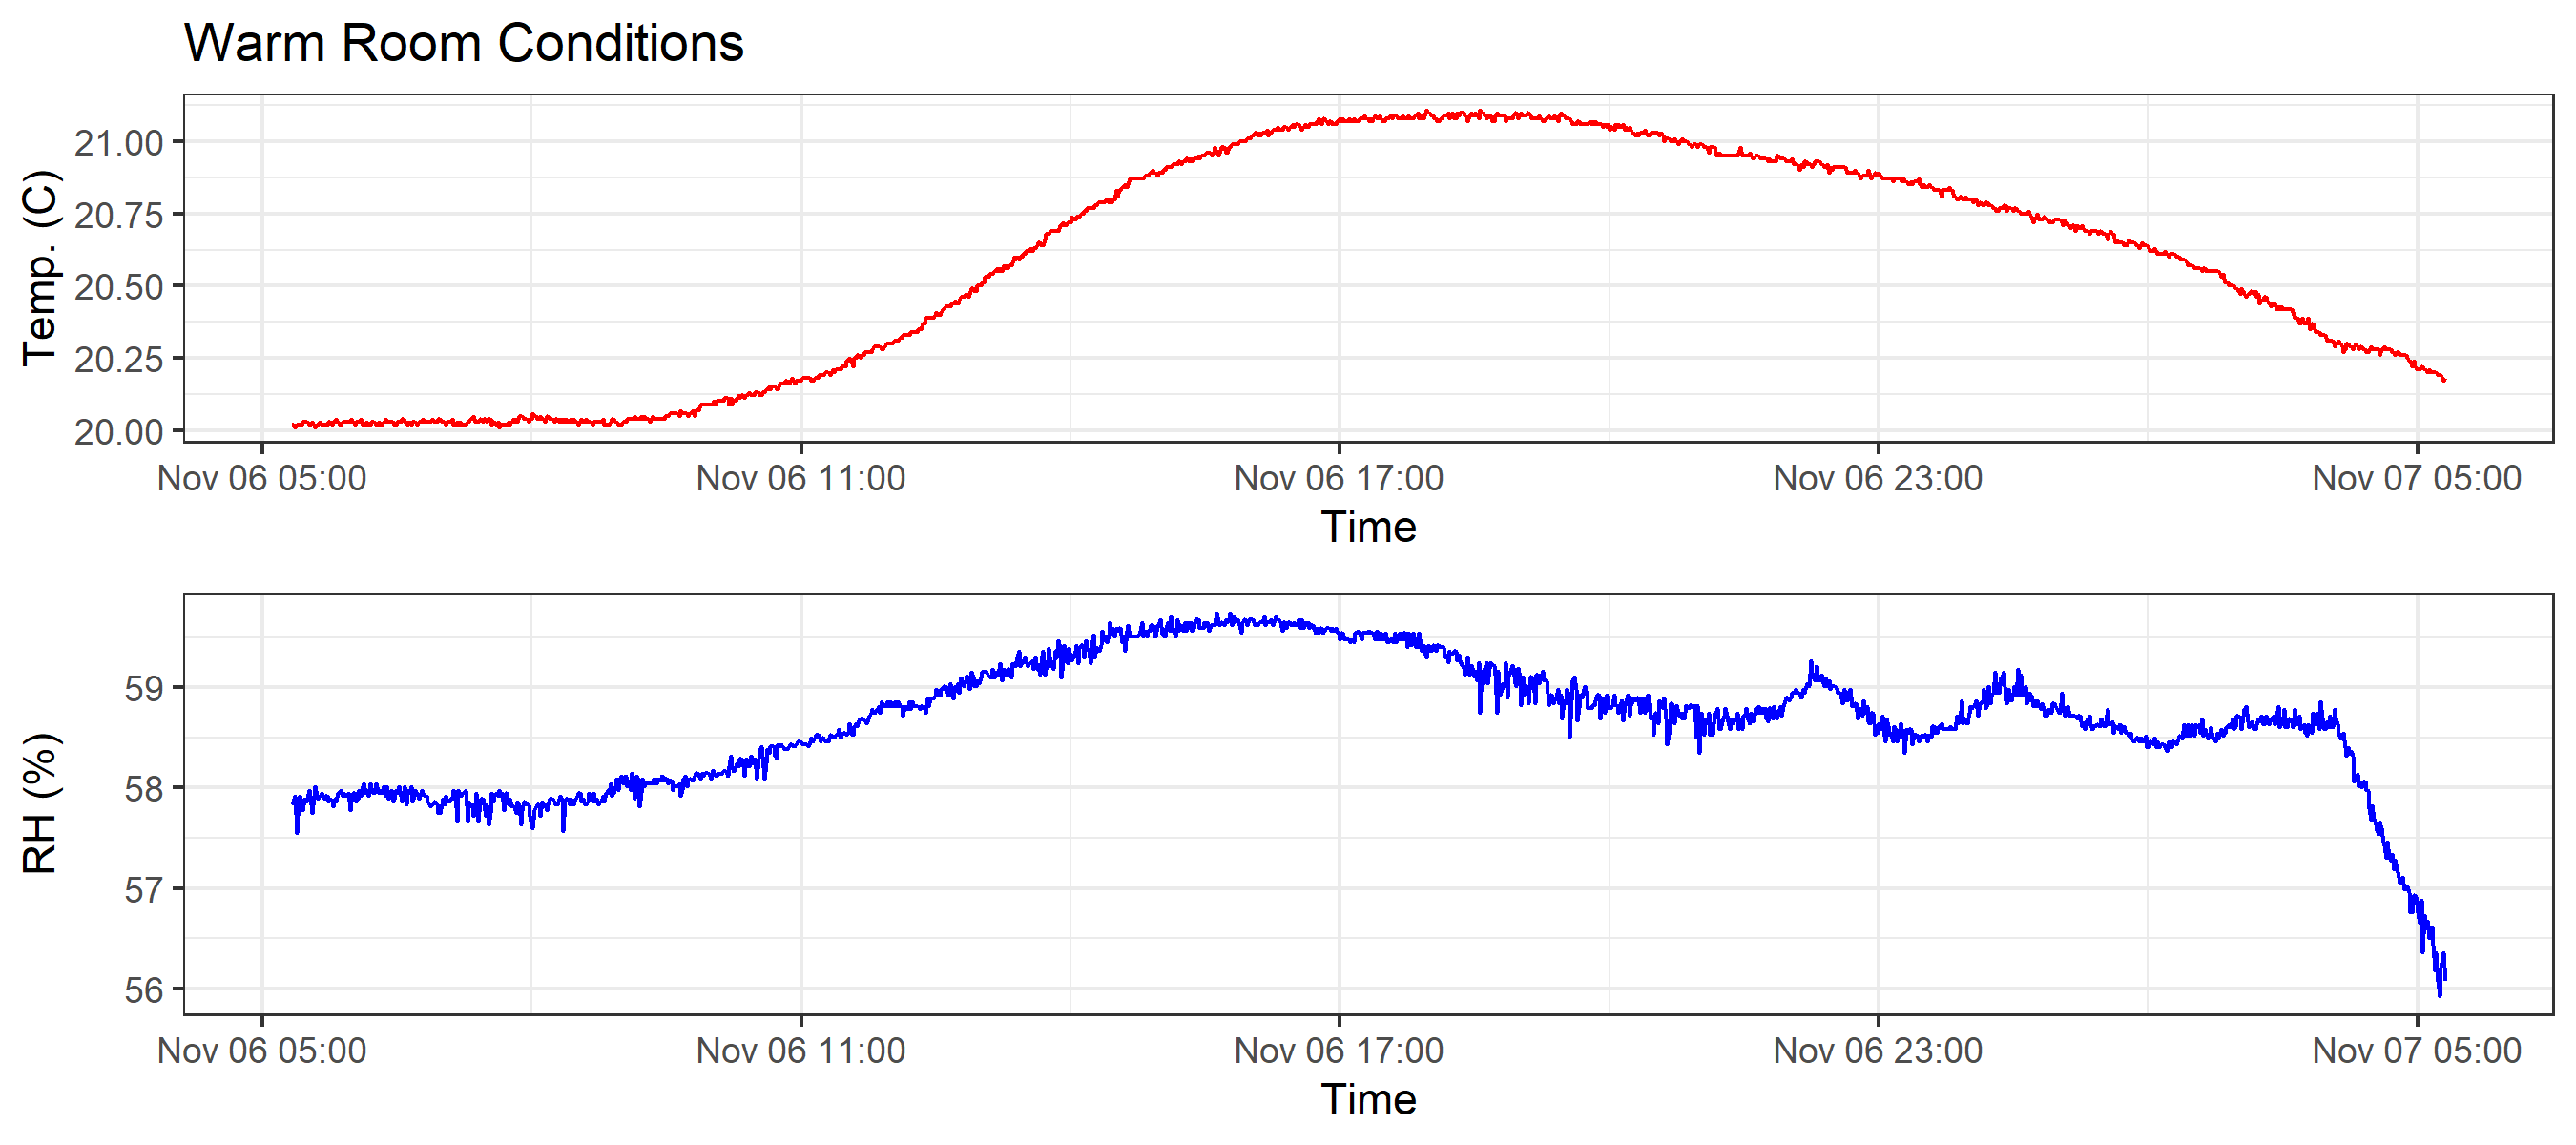 Warm Room Conditions
Temp. (C)
21.00
20.75
20.50
20.25
20.00
Nov 06 05:00 Nov 06 11:00 Nov 06 17:00 Nov 06 23:00 Nov 07 05:00
Time
RH (%)
59
58
57
56
Nov 06 05:00 Nov 06 11:00 Nov 06 17:00 Nov 06 23:00 Nov 07 05:00
Time